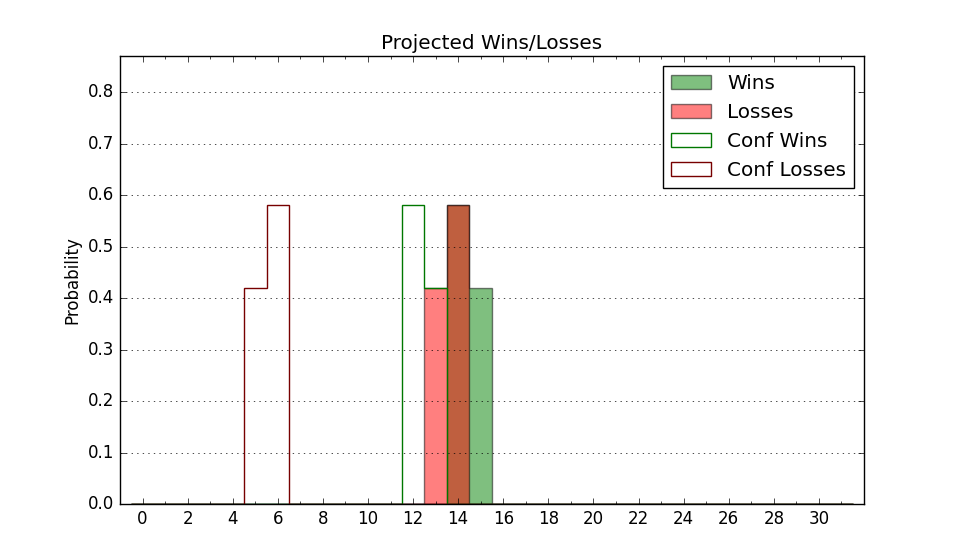 Projected Wins/Losses
Wins
Losses
Conf Wins
Conf Losses
Probability
0.8
0.7
0.6
0.5
0.4
0.3
0.2
0.1
0.0
0 2 4 6 8 10 12 14 16 18 20 22 24 26 28 30